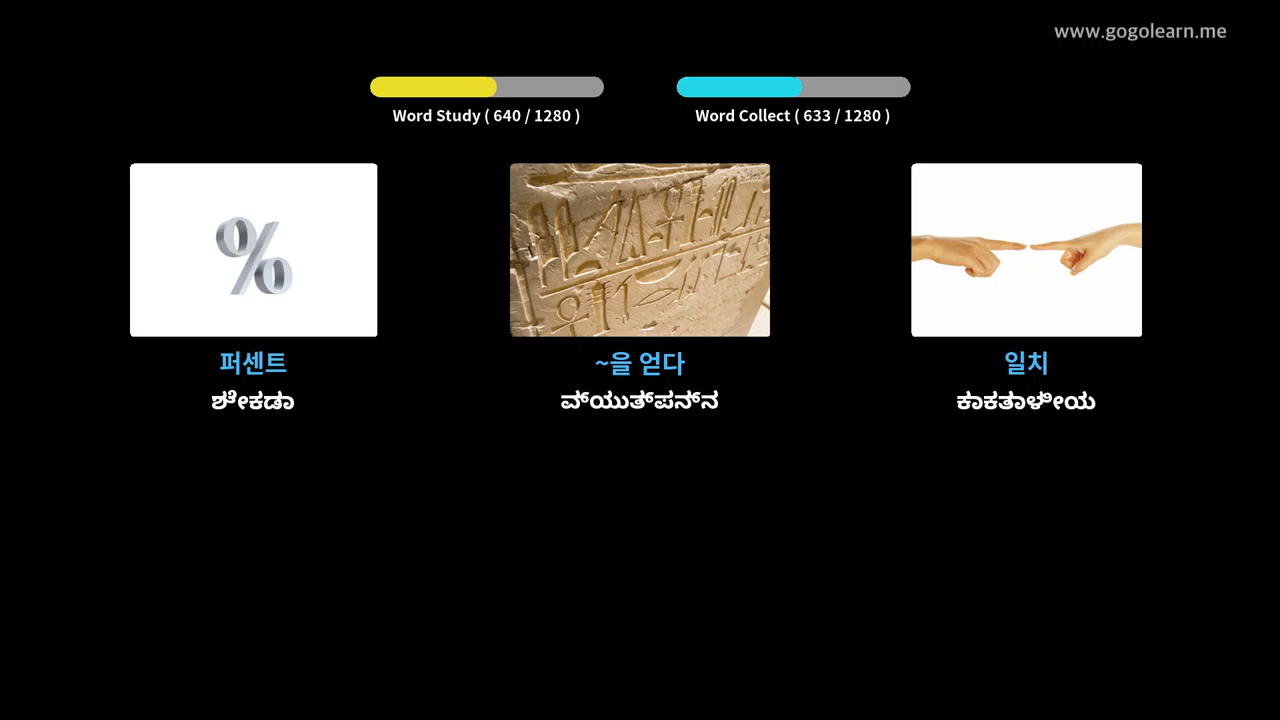 www.gogolearn.me
Word Study ( 640 / 1280 )
Word Collect ( 633 / 1280 )
퍼센트
~을 얻다
일치
ಶೇಕಡಾ
ವ್ಯುತ್ಪನ್ನ
ಕಾಕತಾಳೀಯ